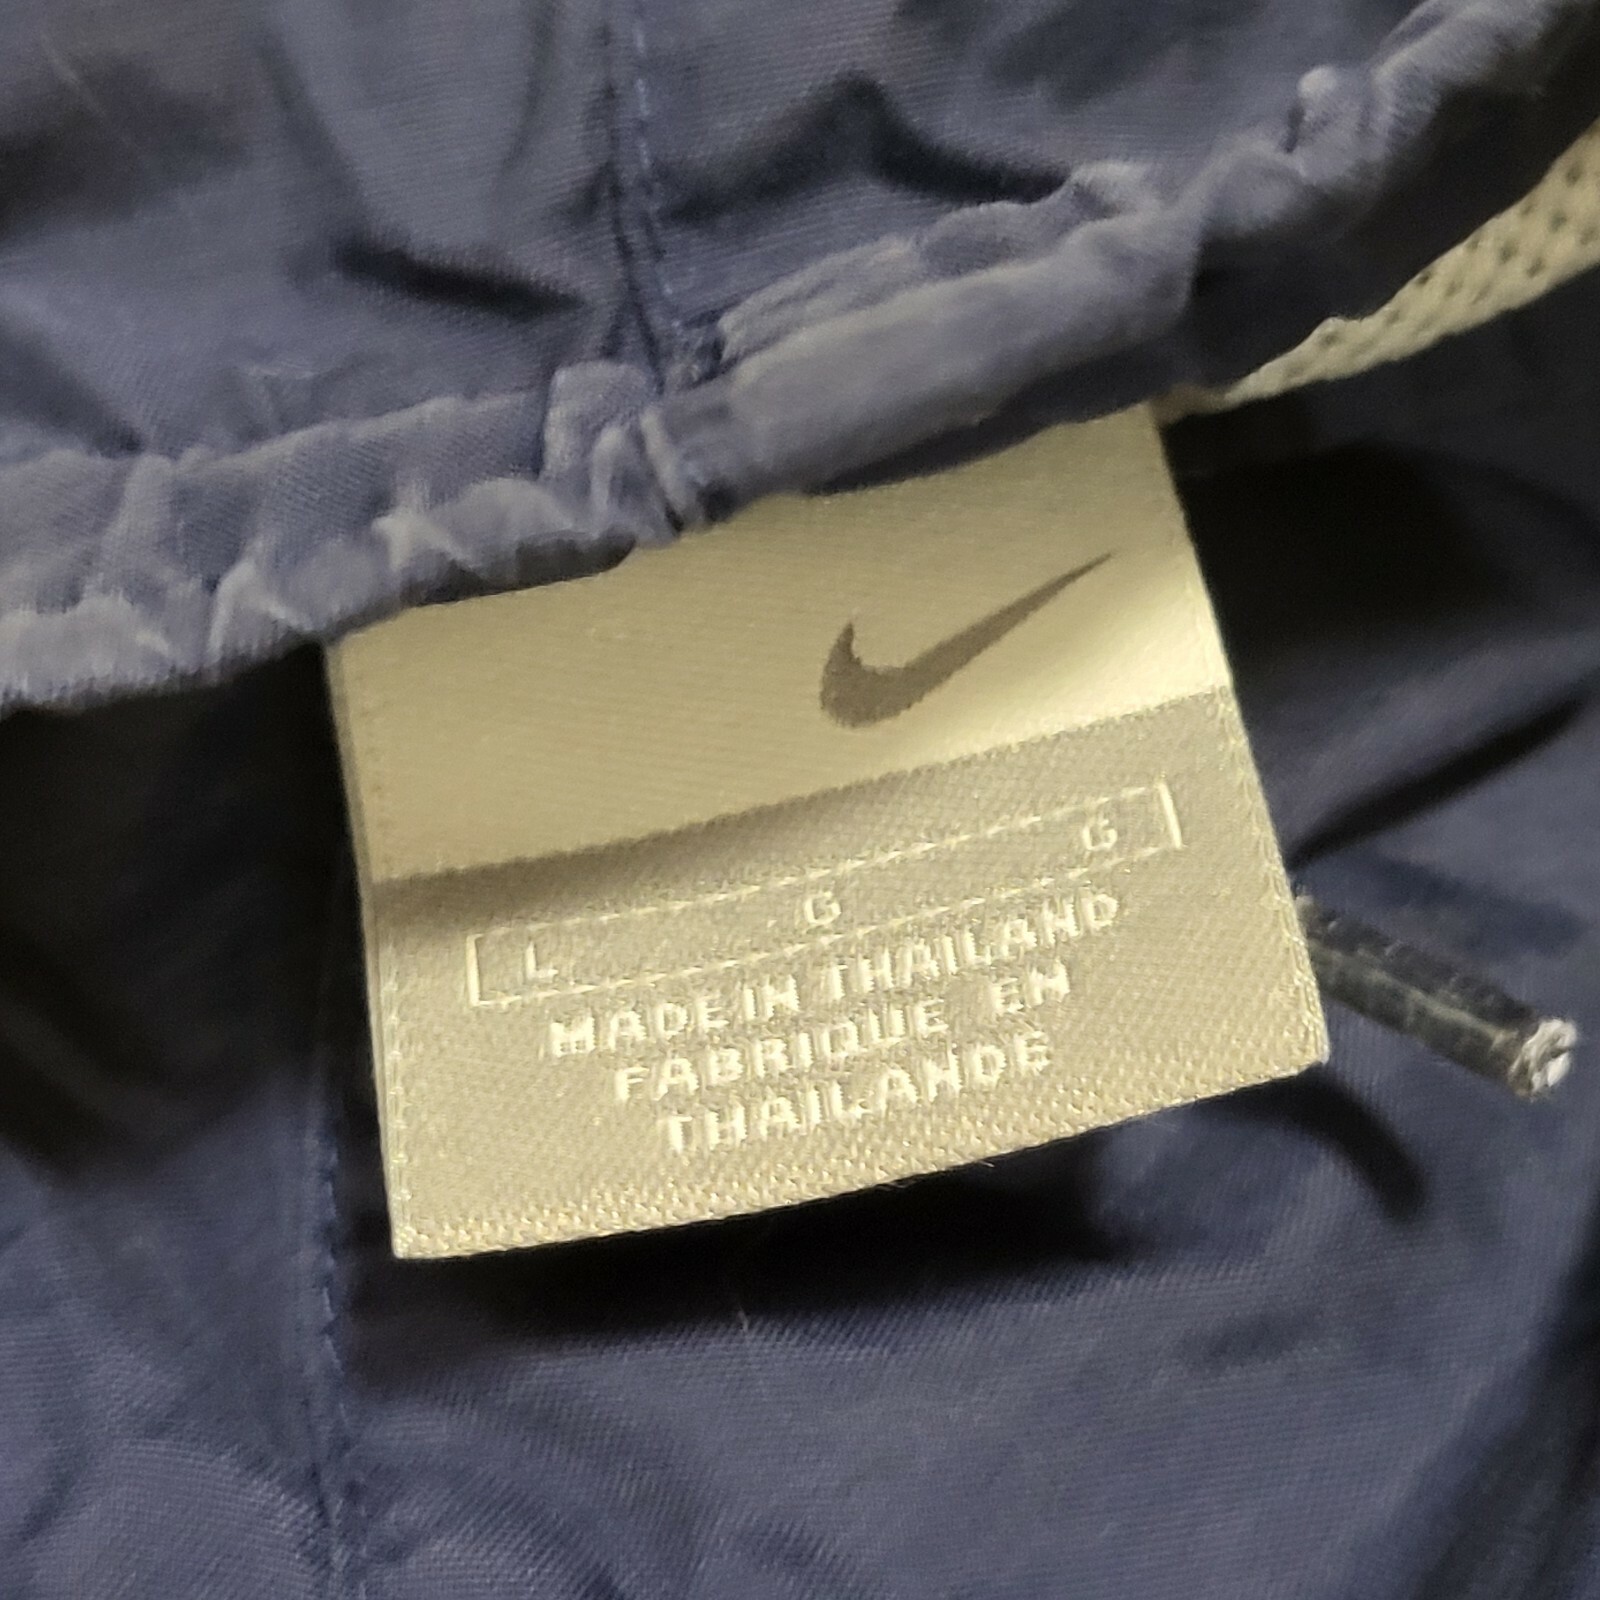 L G G
MADE IN THAILAND
FABRIQUE EN
THAILANDE